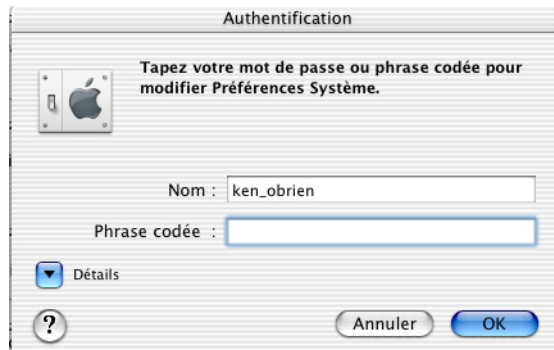 Authentification
Tapez votre mot de passe ou phrase codée pour
modifier Préférences Système.
Nom : ken_obrien
Phrase codée :
Détails
? Annuler OK